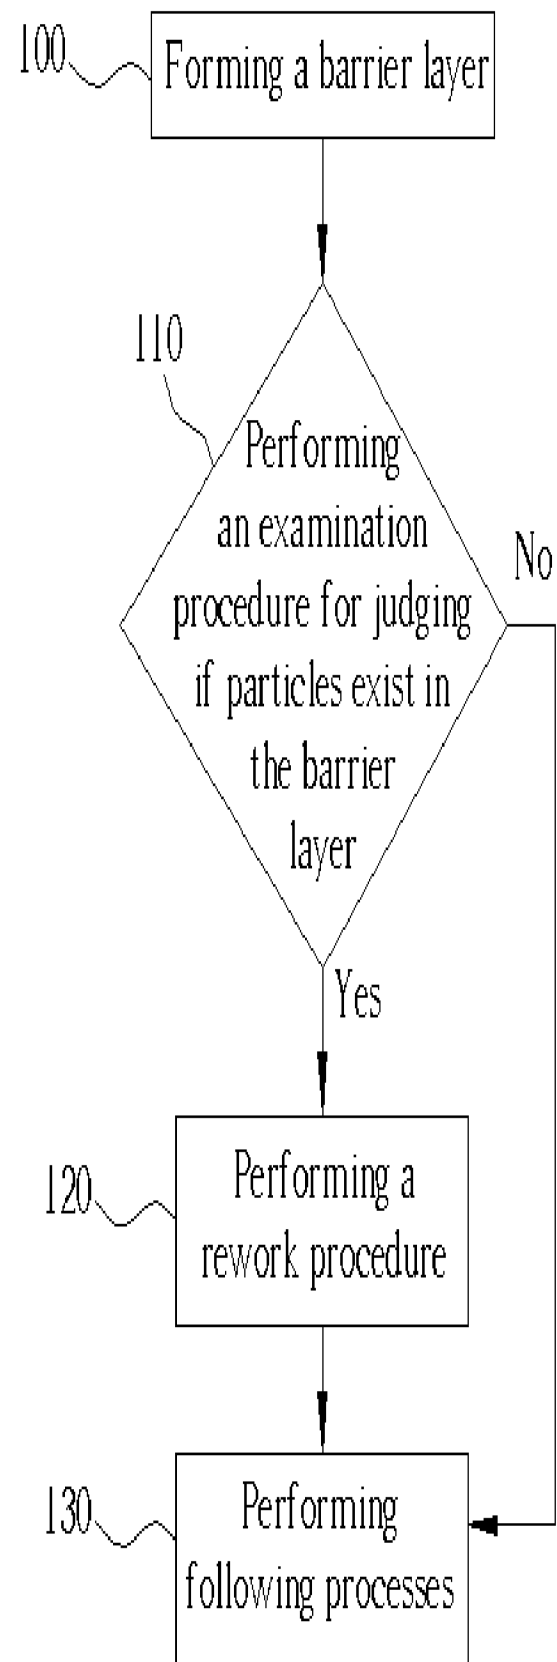 100
Forming a barrier layer
110
Performing
an examination
procedure for judging
if particles exist in
the barrier
layer
No
Yes
120
Performing a
rework procedure
130
Performing
following processes